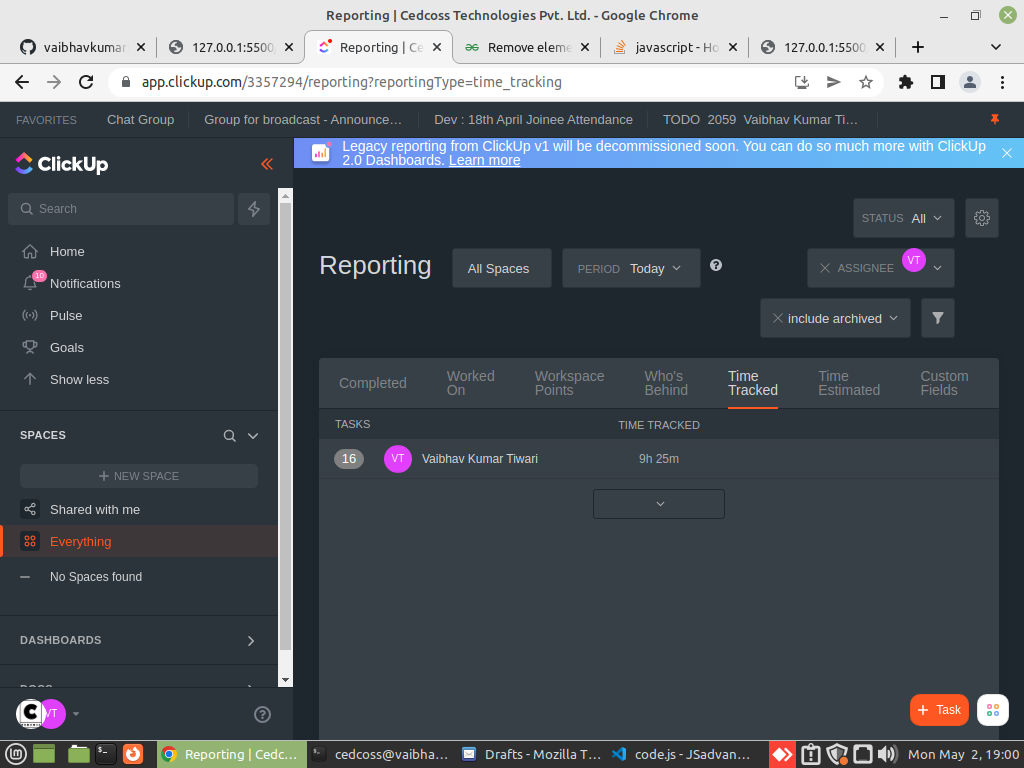 Reporting | Cedcoss Technologies Pvt. Ltd. - Google Chrome
vaibhavkumar
127.0.0.1:5500
Reporting | Ce
Remove eleme
javascript - Ho
127.0.0.1:5500
app.clickup.com/3357294/reporting?reportingType=time_tracking
FAVORITES
Chat Group
Group for broadcast - Announce…
Dev : 18th April Joinee Attendance
TODO 2059 Vaibhav Kumar Ti…
ClickUp
Legacy reporting from ClickUp v1 will be decommissioned soon. You can do so much more with ClickUp
2.0 Dashboards. Learn more
Search
STATUS All
Home
10
Notifications
Pulse
Goals
Show less
Reporting
All Spaces
PERIOD Today
?
ASSIGNEE VT
include archived
SPACES
NEW SPACE
Shared with me
Everything
No Spaces found
DASHBOARDS
Completed
Worked
On
Workspace
Points
Who's
Behind
Time
Tracked
Time
Estimated
Custom
Fields
TASKS
TIME TRACKED
16
VT
Vaibhav Kumar Tiwari
9h 25m
DOCS
C
VT
?
+ Task
Reporting | Cedc…
cedcoss@vaibha…
Drafts - Mozilla T…
code.js - JSadvan…
Mon May 2, 19:00